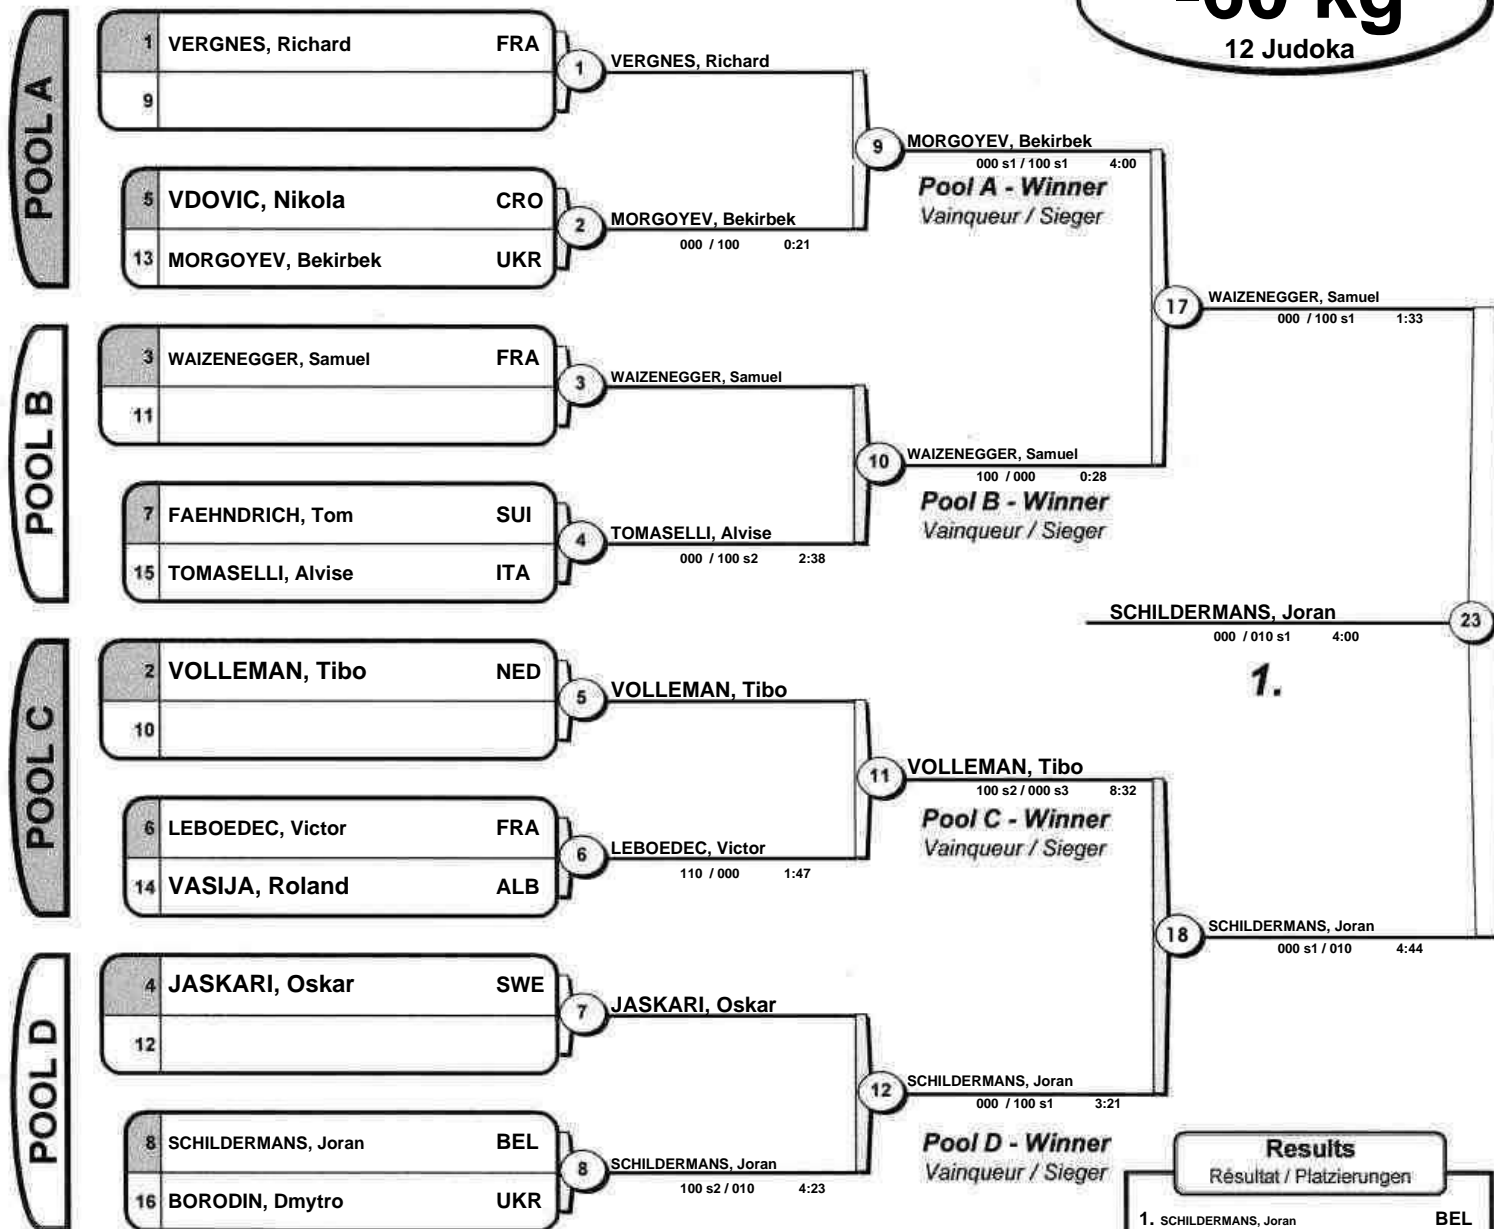 -60 kg
12 Judoka
POOL A
1 VERGNES, Richard FRA
9
5 VDOVIC, Nikola CRO
13 MORGOYEV, Bekirbek UKR
1 VERGNES, Richard
2 MORGOYEV, Bekirbek
000 / 100 0:21
9 MORGOYEV, Bekirbek
000 s1 / 100 s1 4:00
Pool A - Winner
Vainqueur / Sieger
POOL B
3 WAIZENEGGER, Samuel FRA
11
7 FAEHNDRICH, Tom SUI
15 TOMASELLI, Alvise ITA
3 WAIZENEGGER, Samuel
4 TOMASELLI, Alvise
000 / 100 s2 2:38
10 WAIZENEGGER, Samuel
100 / 000 0:28
Pool B - Winner
Vainqueur / Sieger
17 WAIZENEGGER, Samuel
000 / 100 s1 1:33
SCHILDERMANS, Joran 23
000 / 010 s1 4:00
1.
POOL C
2 VOLLEMAN, Tibo NED
10
6 LEBOEDEC, Victor FRA
14 VASIJA, Roland ALB
5 VOLLEMAN, Tibo
6 LEBOEDEC, Victor
110 / 000 1:47
11 VOLLEMAN, Tibo
100 s2 / 000 s3 8:32
Pool C - Winner
Vainqueur / Sieger
POOL D
4 JASKARI, Oskar SWE
12
8 SCHILDERMANS, Joran BEL
16 BORODIN, Dmytro UKR
7 JASKARI, Oskar
8 SCHILDERMANS, Joran
100 s2 / 010 4:23
12 SCHILDERMANS, Joran
000 / 100 s1 3:21
Pool D - Winner
Vainqueur / Sieger
18 SCHILDERMANS, Joran
000 s1 / 010 4:44
Results
Résultat / Platzierungen
1. SCHILDERMANS, Joran BEL